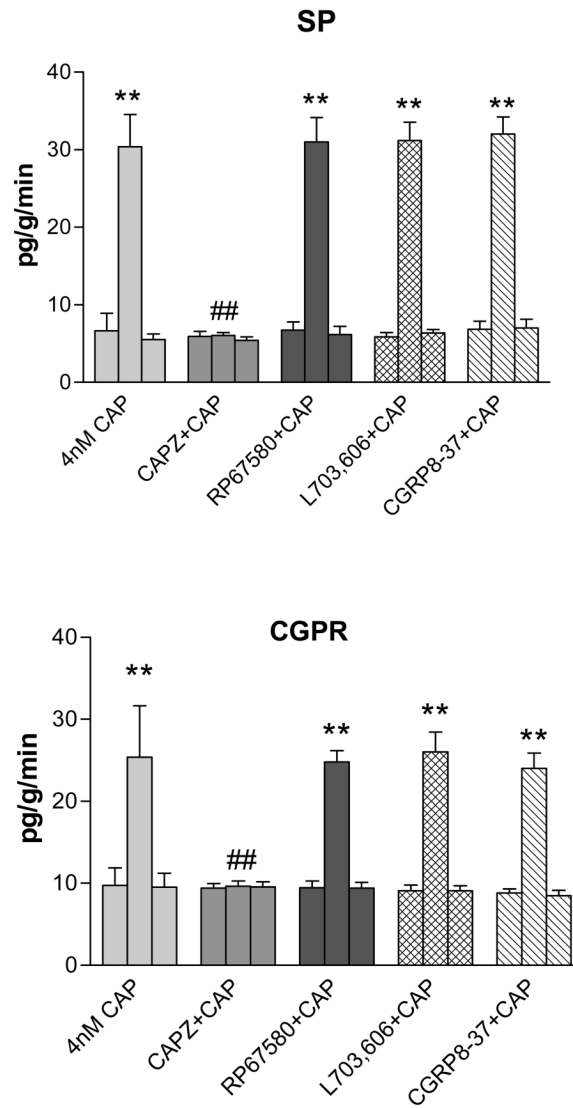 SP
pg/g/min
40
30
20
10
0
**
##
**
**
**
4nM CAP
CAPZ+CAP
RP67580+CAP
L703,606+CAP
CGRP8-37+CAP
CGPR
pg/g/min
40
30
20
10
0
**
##
**
**
**
4nM CAP
CAPZ+CAP
RP67580+CAP
L703,606+CAP
CGRP8-37+CAP